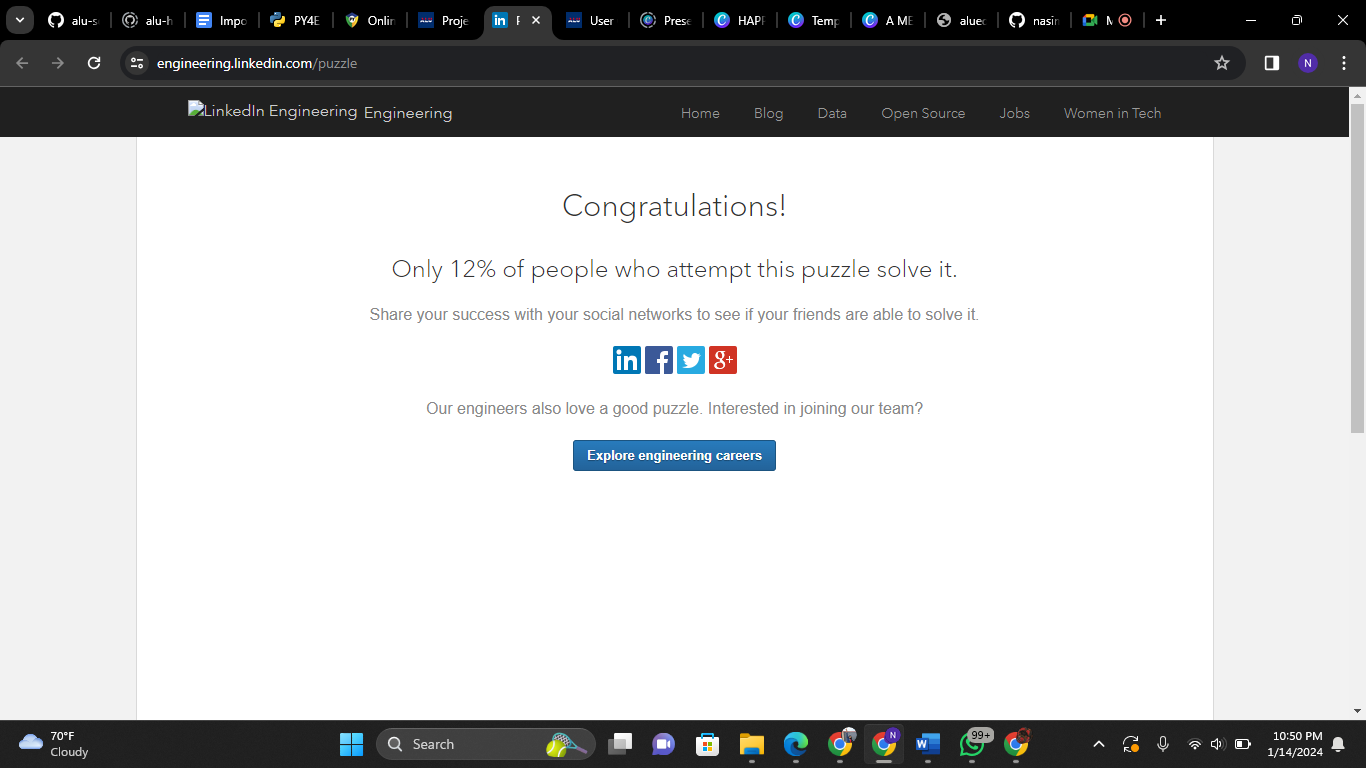 alu-s
alu-h
Impo
PY4E
Onlin
Proje
User
Prese
HAPP
Temp
A ME
aluec
nasin
engineering.linkedin.com/puzzle
N
LinkedIn Engineering Engineering
Home
Blog
Data
Open Source
Jobs
Women in Tech
Congratulations!
Only 12% of people who attempt this puzzle solve it.
Share your success with your social networks to see if your friends are able to solve it.
in f g+
Our engineers also love a good puzzle. Interested in joining our team?
Explore engineering careers
70°F
Cloudy
Search
99+
10:50 PM
1/14/2024